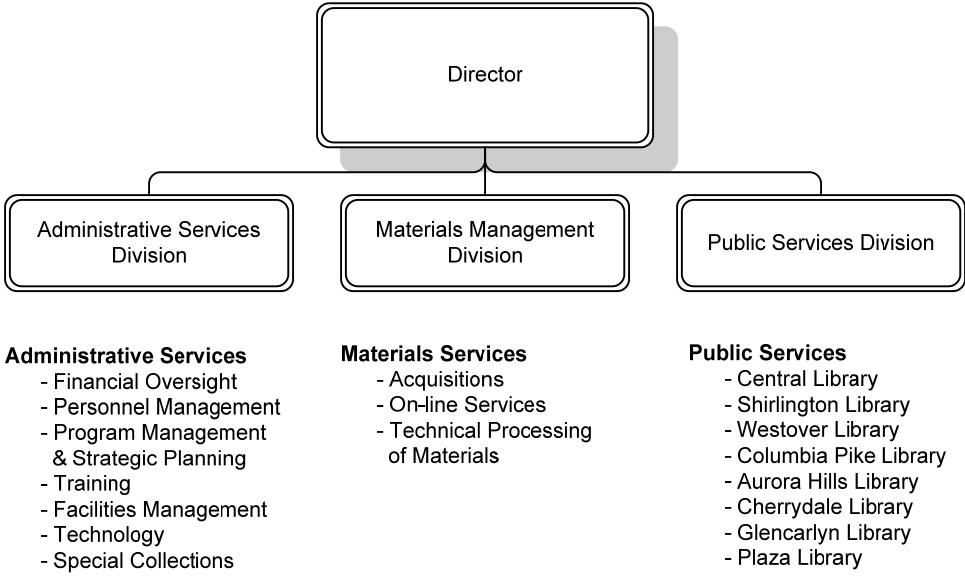 Director
Administrative Services
Division
Materials Management
Division
Public Services Division
Administrative Services
- Financial Oversight
- Personnel Management
- Program Management
& Strategic Planning
- Training
- Facilities Management
- Technology
- Special Collections
Materials Services
- Acquisitions
- On-line Services
- Technical Processing
of Materials
Public Services
- Central Library
- Shirlington Library
- Westover Library
- Columbia Pike Library
- Aurora Hills Library
- Cherrydale Library
- Glencarlyn Library
- Plaza Library